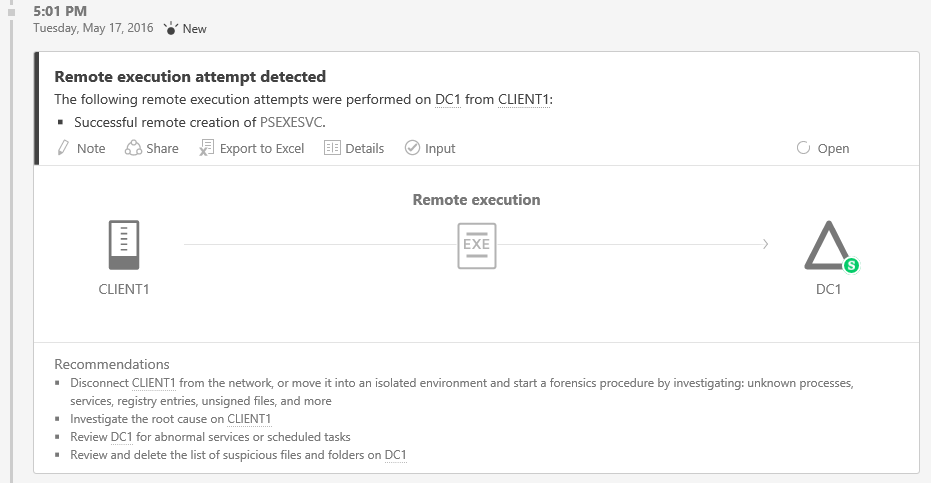 5:01 PM
Tuesday, May 17, 2016 New
Remote execution attempt detected
The following remote execution attempts were performed on DC1 from CLIENT1:
▪ Successful remote creation of PSEXESVC.
Note Share Export to Excel Details Input Open
Remote execution
EXE
S
CLIENT1 DC1
Recommendations
▪ Disconnect CLIENT1 from the network, or move it into an isolated environment and start a forensics procedure by investigating: unknown processes,
services, registry entries, unsigned files, and more
▪ Investigate the root cause on CLIENT1
▪ Review DC1 for abnormal services or scheduled tasks
▪ Review and delete the list of suspicious files and folders on DC1